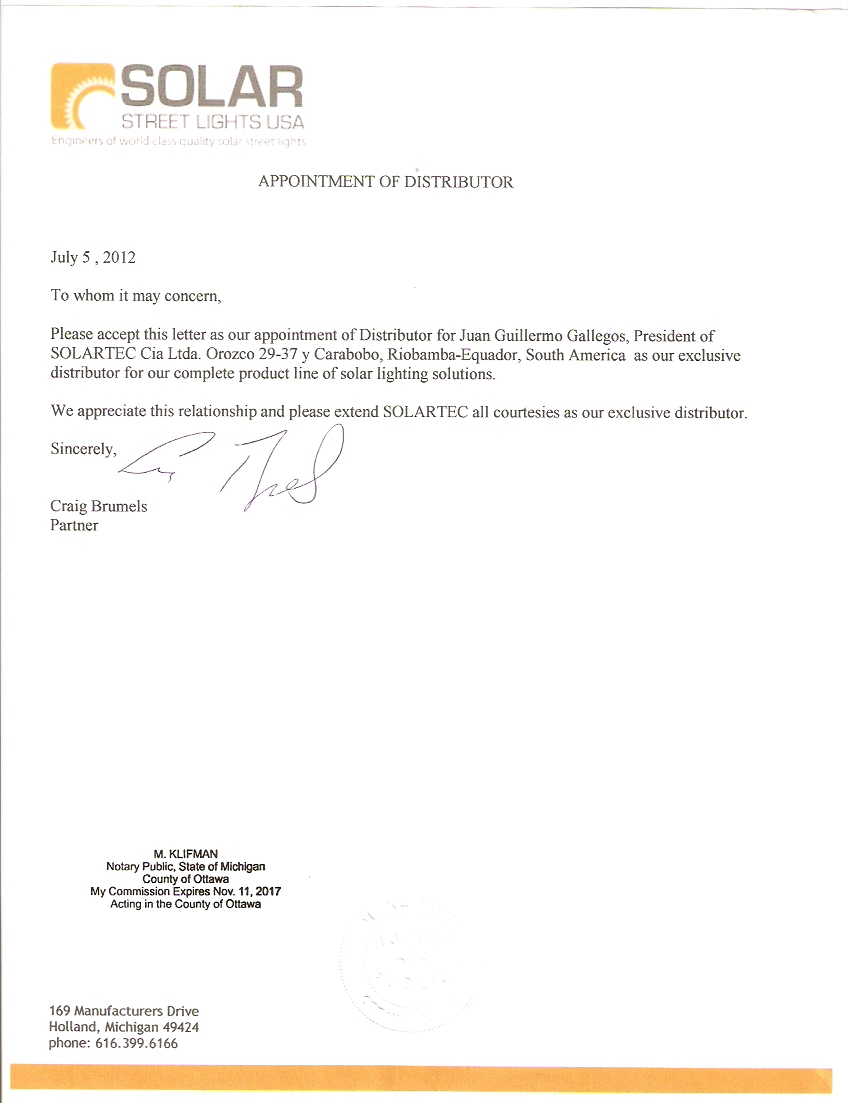 SOLAR
STREET LIGHTS USA
Engineers of world class quality solar street lights
APPOINTMENT OF DISTRIBUTOR
July 5 , 2012
To whom it may concern,
Please accept this letter as our appointment of Distributor for Juan Guillermo Gallegos, President of
SOLARTEC Cia Ltda. Orozco 29-37 y Carabobo, Riobamba-Equador, South America as our exclusive
distributor for our complete product line of solar lighting solutions.
We appreciate this relationship and please extend SOLARTEC all courtesies as our exclusive distributor.
Sincerely,
Craig Brumels
Partner
M. KLIFMAN
Notary Public, State of Michigan
County of Ottawa
My Commission Expires Nov. 11, 2017
Acting in the County of Ottawa
169 Manufacturers Drive
Holland, Michigan 49424
phone: 616.399.6166